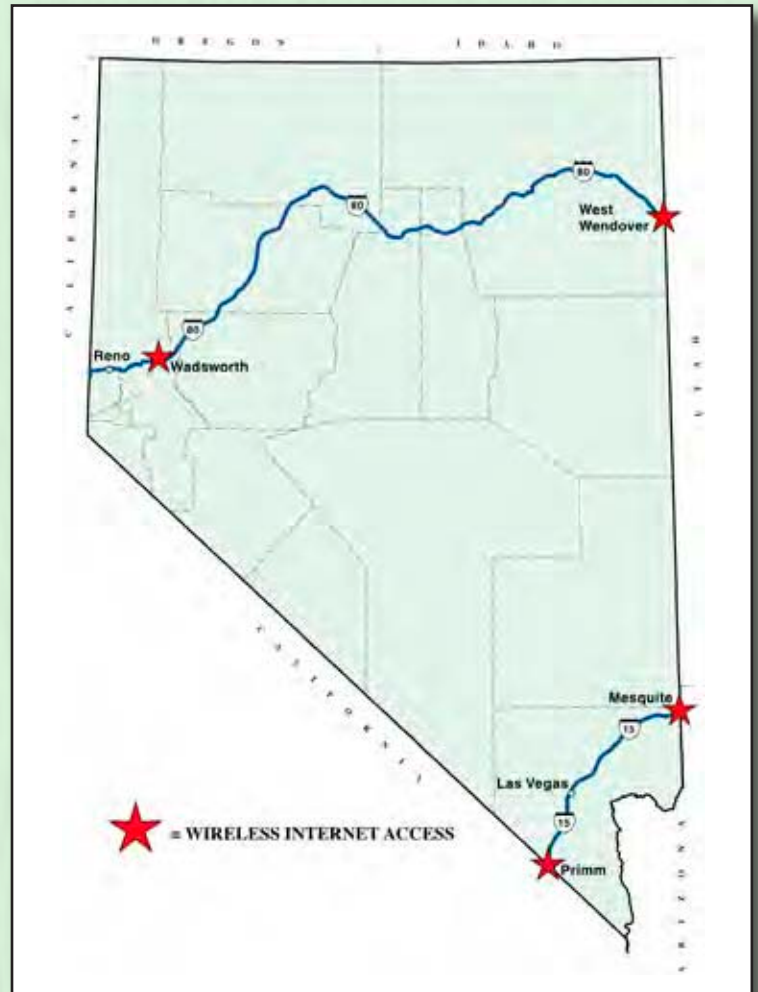 OREGON
IDAHO
CALIFORNIA
80
80
West
Wendover
80
Reno
Wadsworth
UTAH
CALIFORNIA
Mesquite
15
Las Vegas
15
= WIRELESS INTERNET ACCESS
Primm
ARIZONA